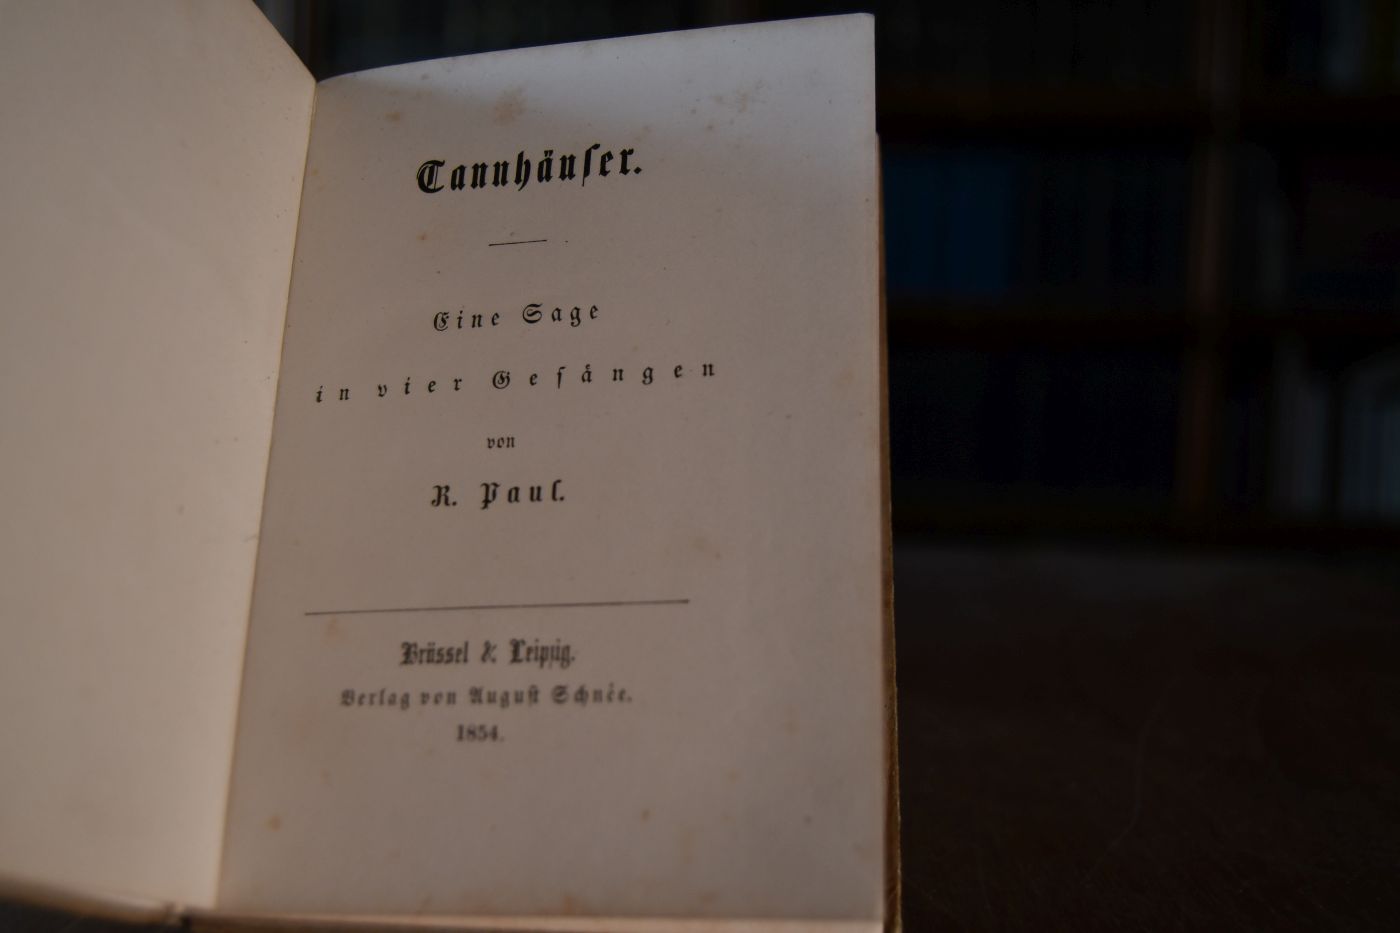 Tannhäuſer.
Eine Sage
in vier Geſängen
von
R. Paul.
Brüssel & Leipzig.
Verlag von August Schnée.
1854.